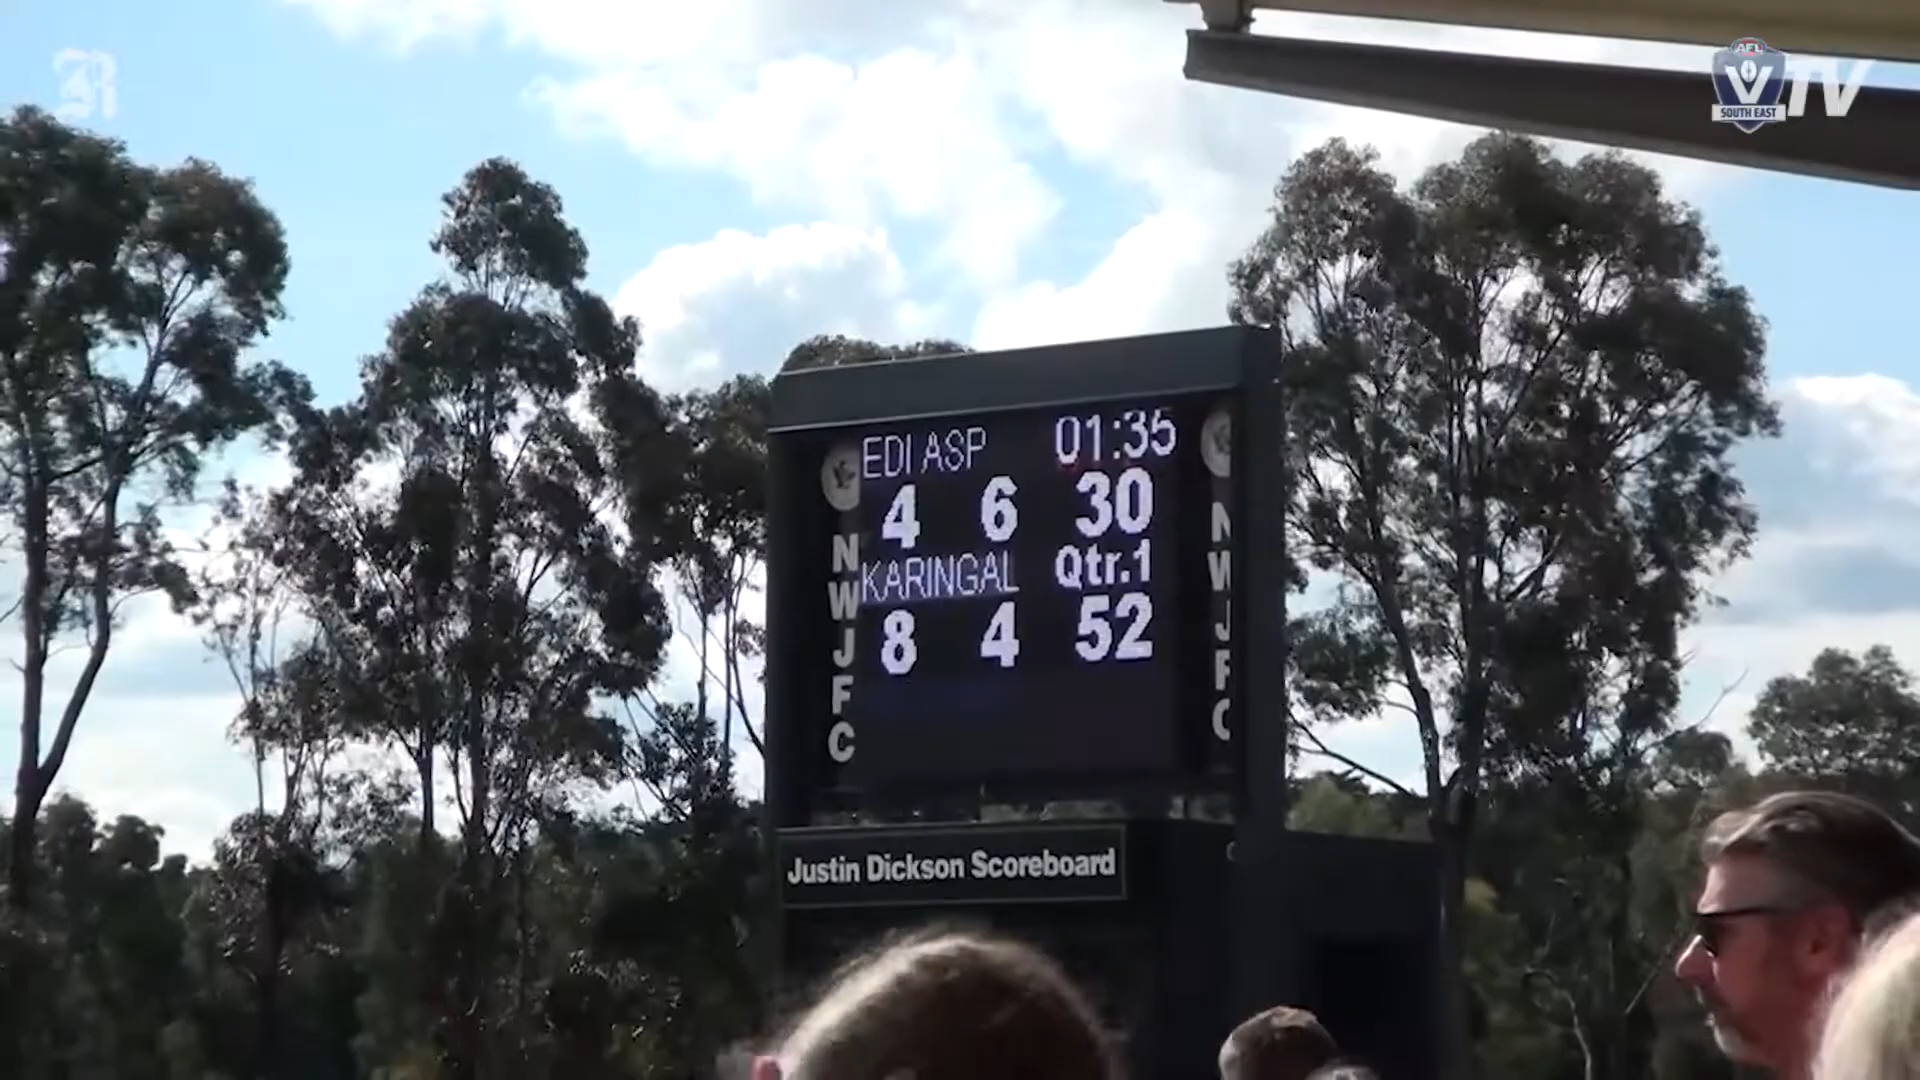 R
AFL
V TV
SOUTH EAST
EDI ASP 01:35
4 6 30
KARINGAL Qtr.1
8 4 52
NWJFC
NWJFC
Justin Dickson Scoreboard